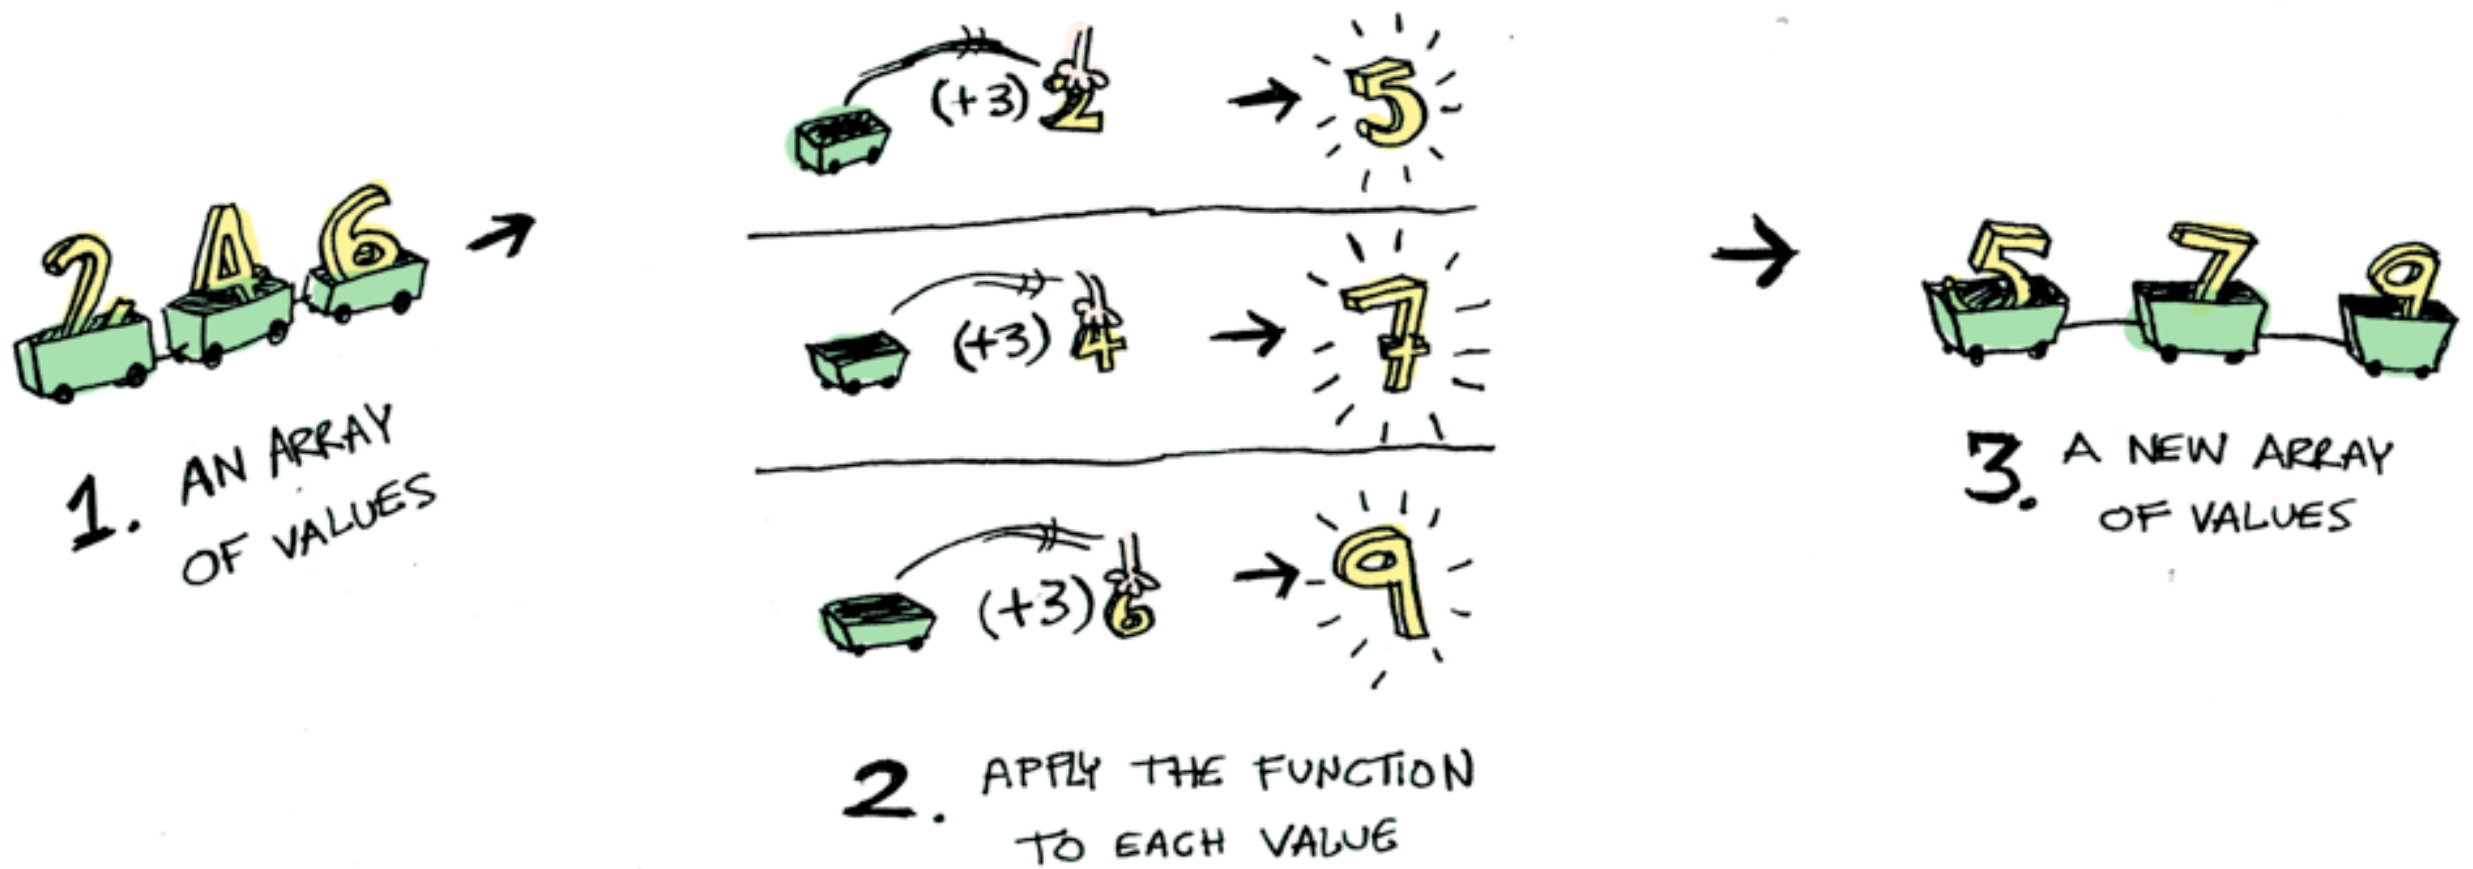 2 4 6
1. AN ARRAY
OF VALUES
(+3) 2 → 5
(+3) 4 → 7
(+3) 6 → 9
2. APPLY THE FUNCTION
TO EACH VALUE
5 7 9
3. A NEW ARRAY
OF VALUES